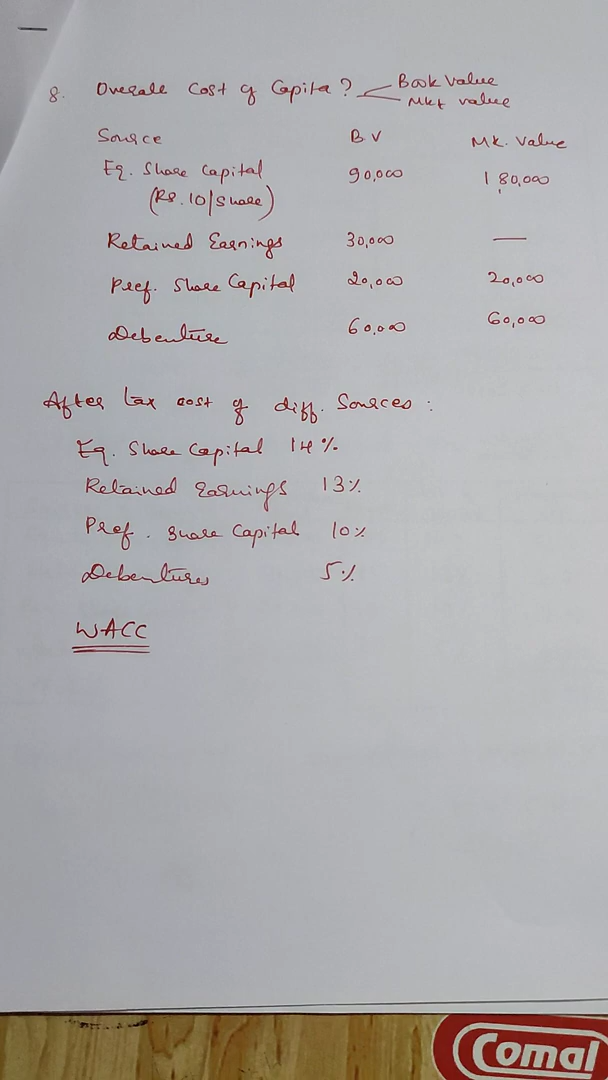 8. Overall Cost of Capital? Book Value
Mkt value
Source B V Mk. Value
Eq. Share Capital 90,000 1 80,000
(Rs. 10/Share)
Retained Earnings 30,000 —
Pref. Share Capital 20,000 20,000
Debenture 60,000 60,000
After tax cost of diff. Sources :
Eq. Share Capital 14%
Retained Earnings 13%
Pref. Share Capital 10%
Debentures 5%
WACC
Comal